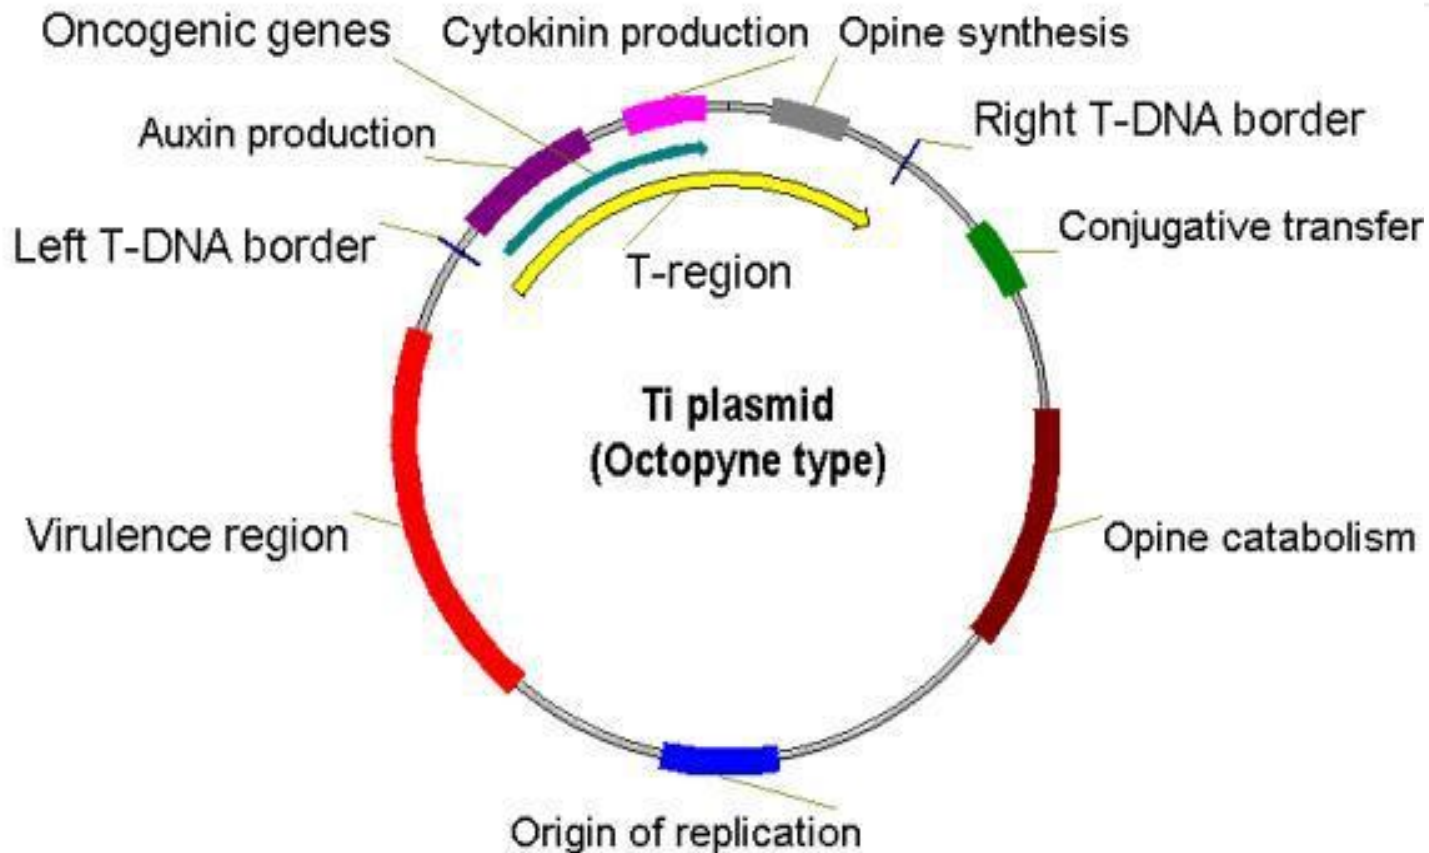 Oncogenic genes
Cytokinin production
Opine synthesis
Auxin production
Right T-DNA border
Left T-DNA border
Conjugative transfer
T-region
Ti plasmid
(Octopyne type)
Virulence region
Opine catabolism
Origin of replication